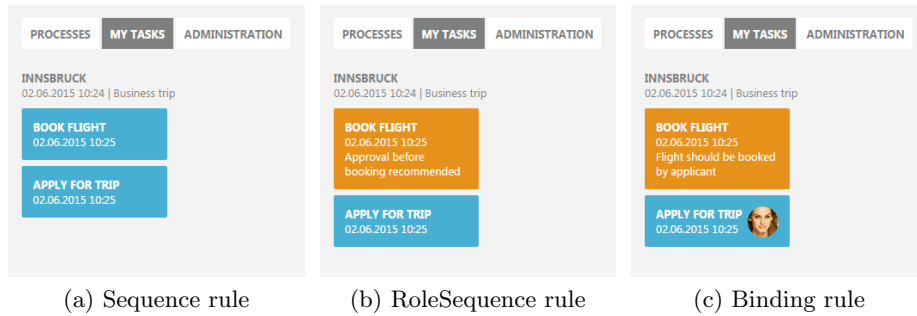 PROCESSES MY TASKS ADMINISTRATION
INNSBRUCK
02.06.2015 10:24 | Business trip
BOOK FLIGHT
02.06.2015 10:25
APPLY FOR TRIP
02.06.2015 10:25
(a) Sequence rule
PROCESSES MY TASKS ADMINISTRATION
INNSBRUCK
02.06.2015 10:24 | Business trip
BOOK FLIGHT
02.06.2015 10:25
Approval before
booking recommended
APPLY FOR TRIP
02.06.2015 10:25
(b) RoleSequence rule
PROCESSES MY TASKS ADMINISTRATION
INNSBRUCK
02.06.2015 10:24 | Business trip
BOOK FLIGHT
02.06.2015 10:25
Flight should be booked
by applicant
APPLY FOR TRIP
02.06.2015 10:25
(c) Binding rule